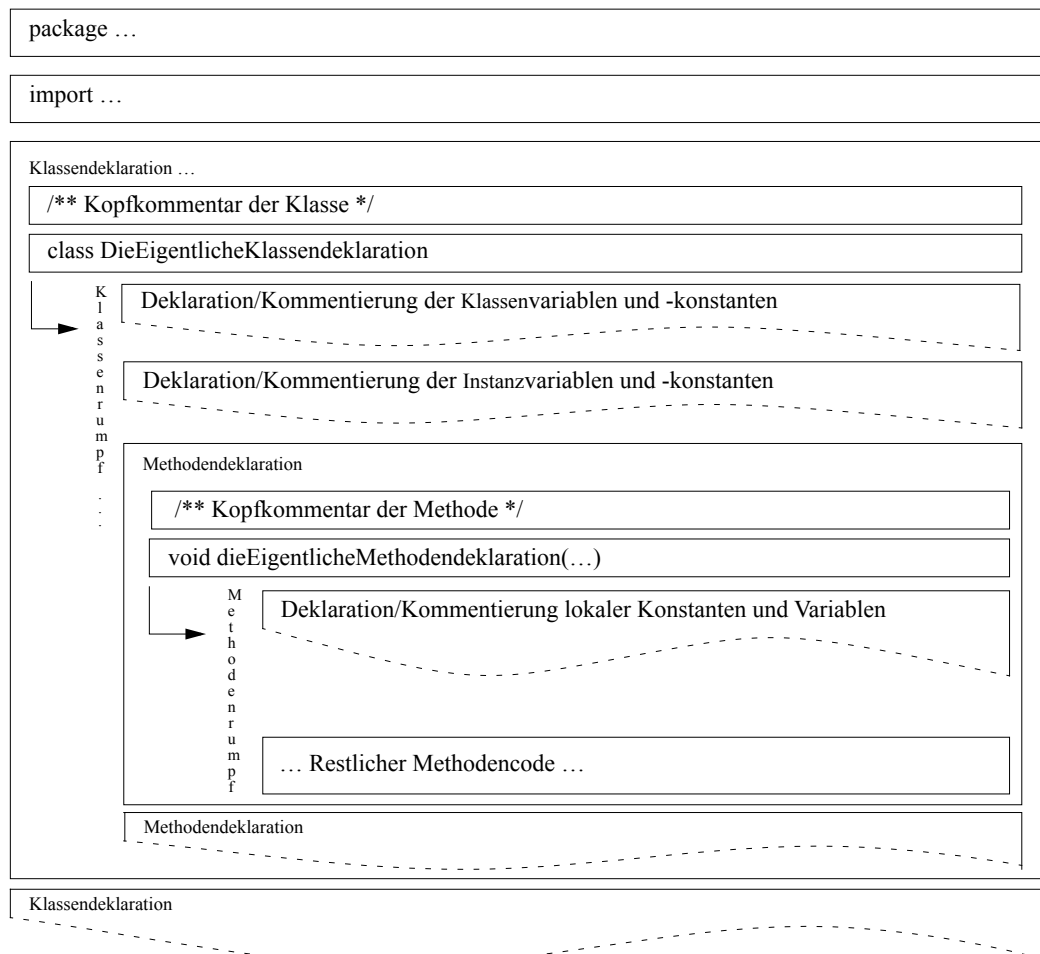 package …
import …
Klassendeklaration …
/** Kopfkommentar der Klasse */
class DieEigentlicheKlassendeklaration
Klassenrumpf . . .
Deklaration/Kommentierung der Klassenvariablen und -konstanten
Deklaration/Kommentierung der Instanzvariablen und -konstanten
Methodendeklaration
/** Kopfkommentar der Methode */
void dieEigentlicheMethodendeklaration(…)
Methodenrumpf
Deklaration/Kommentierung lokaler Konstanten und Variablen
… Restlicher Methodencode …
Methodendeklaration
Klassendeklaration